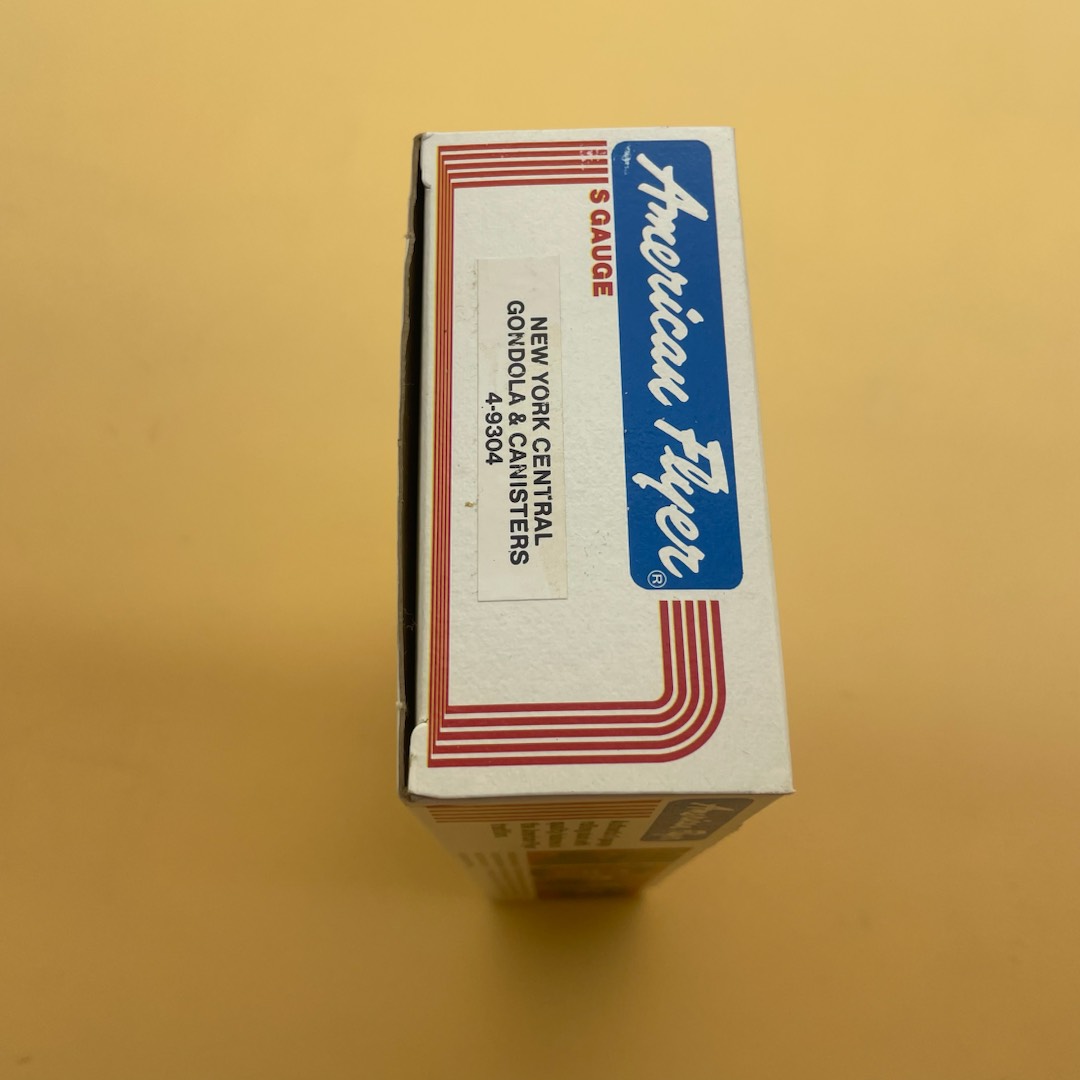 American Flyer®
S GAUGE
NEW YORK CENTRAL
GONDOLA & CANISTERS
4-9304